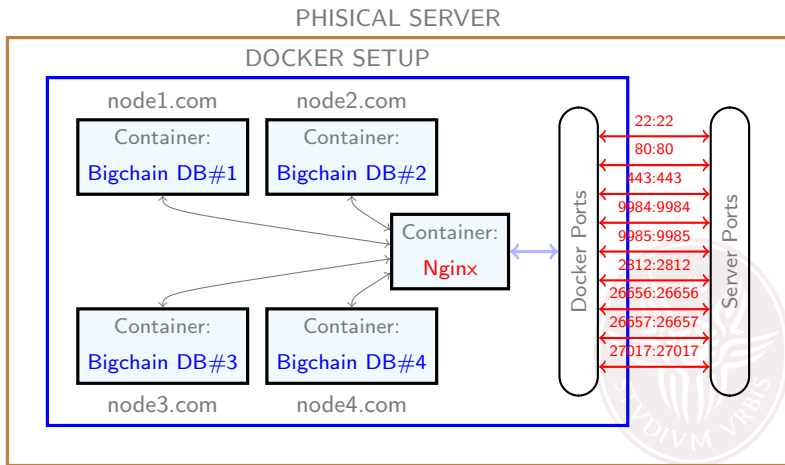 PHISICAL SERVER
DOCKER SETUP
node1.com
node2.com
Container:
Bigchain DB#1
Container:
Bigchain DB#2
Container:
Nginx
Container:
Bigchain DB#3
Container:
Bigchain DB#4
node3.com
node4.com
Docker Ports
22:22
80:80
443:443
9984:9984
9985:9985
2812:2812
26656:26656
26657:26657
27017:27017
Server Ports
STVDIVM VRBIS